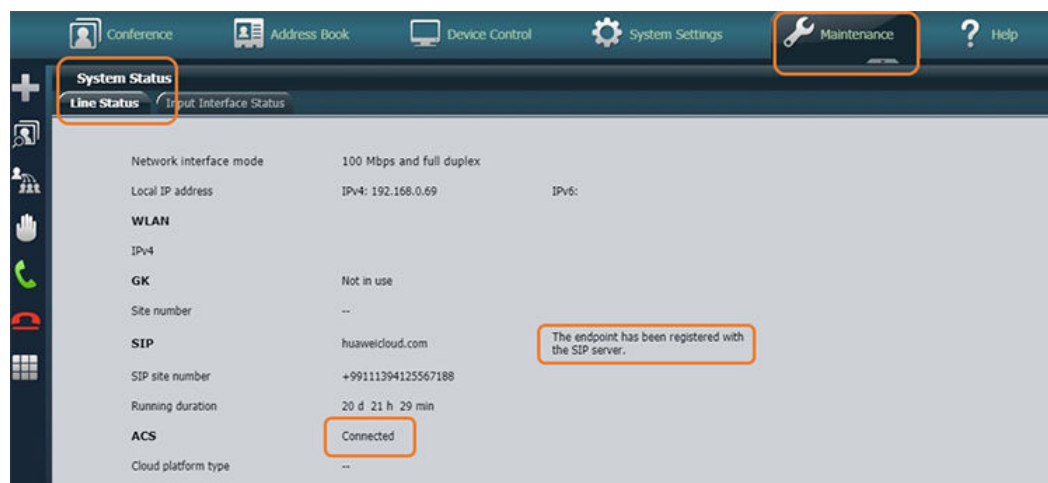 Conference Address Book Device Control System Settings Maintenance ? Help
System Status
Line Status Input Interface Status
Network interface mode 100 Mbps and full duplex
Local IP address IPv4: 192.168.0.69 IPv6:
WLAN
IPv4
GK Not in use
Site number --
SIP huaweicloud.com The endpoint has been registered with
the SIP server.
SIP site number +99111394125567188
Running duration 20 d 21 h 29 min
ACS Connected
Cloud platform type --